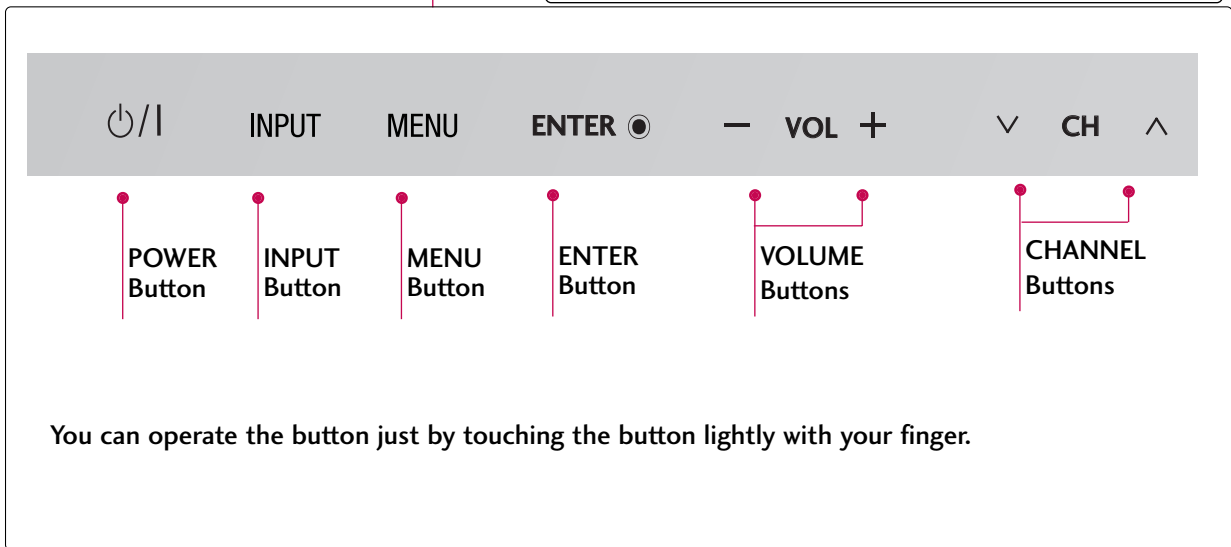 ⏻/I INPUT MENU ENTER ◉ − VOL + ∨ CH ∧
POWER Button
INPUT Button
MENU Button
ENTER Button
VOLUME Buttons
CHANNEL Buttons
You can operate the button just by touching the button lightly with your finger.